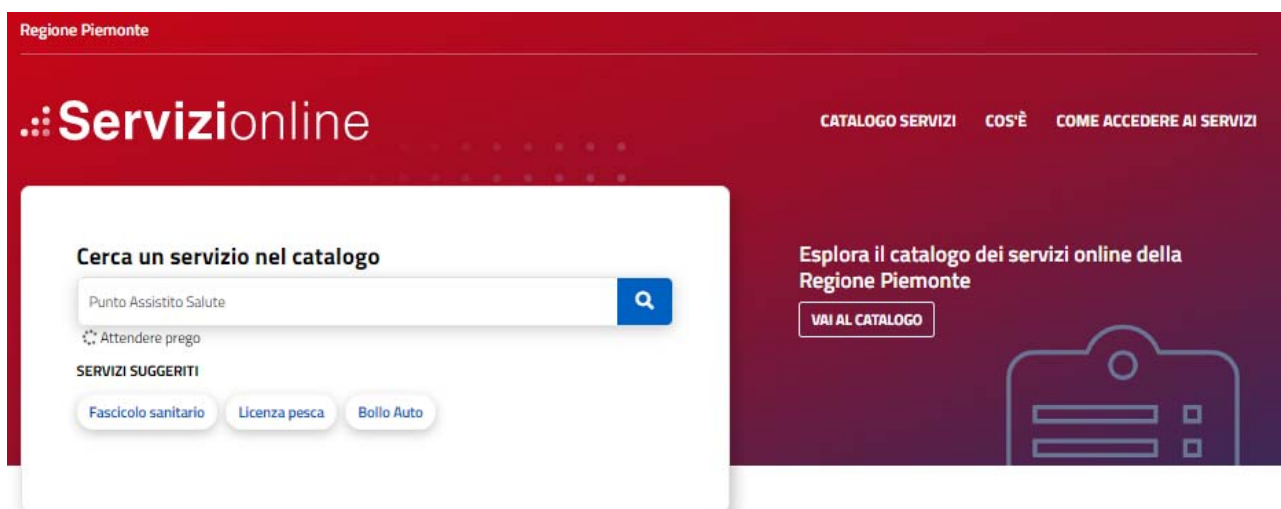 Regione Piemonte
Servizionline
CATALOGO SERVIZI COS'È COME ACCEDERE AI SERVIZI
Cerca un servizio nel catalogo
Punto Assistito Salute
Attendere prego
SERVIZI SUGGERITI
Fascicolo sanitario Licenza pesca Bollo Auto
Esplora il catalogo dei servizi online della
Regione Piemonte
VAI AL CATALOGO